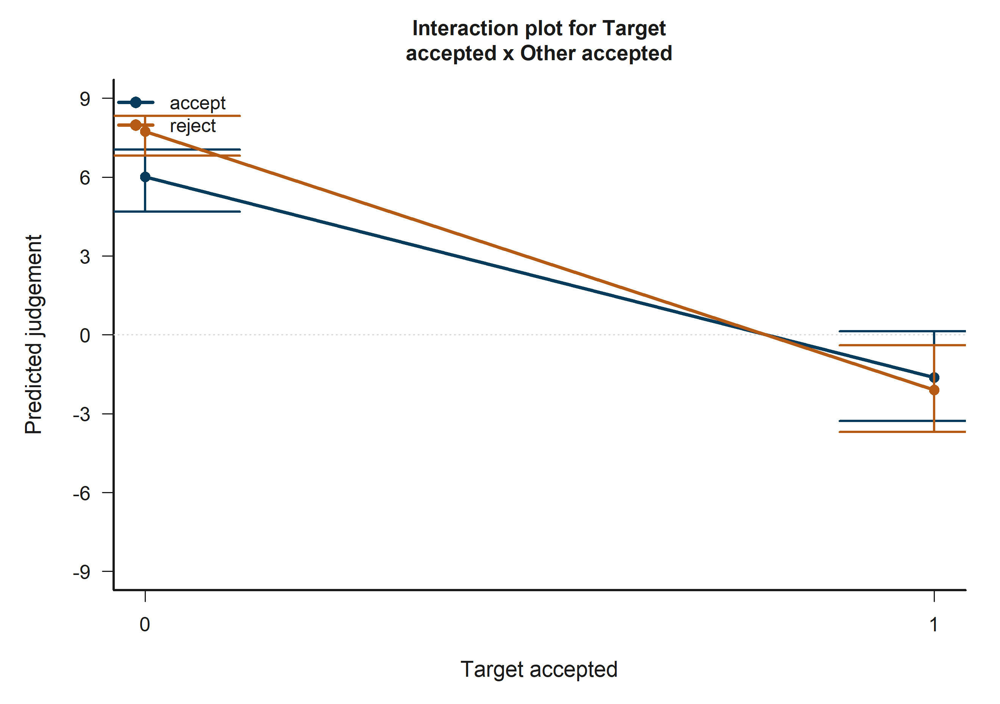 Interaction plot for Target
accepted x Other accepted
accept
reject
9
6
3
0
-3
-6
-9
Predicted judgement
0
1
Target accepted